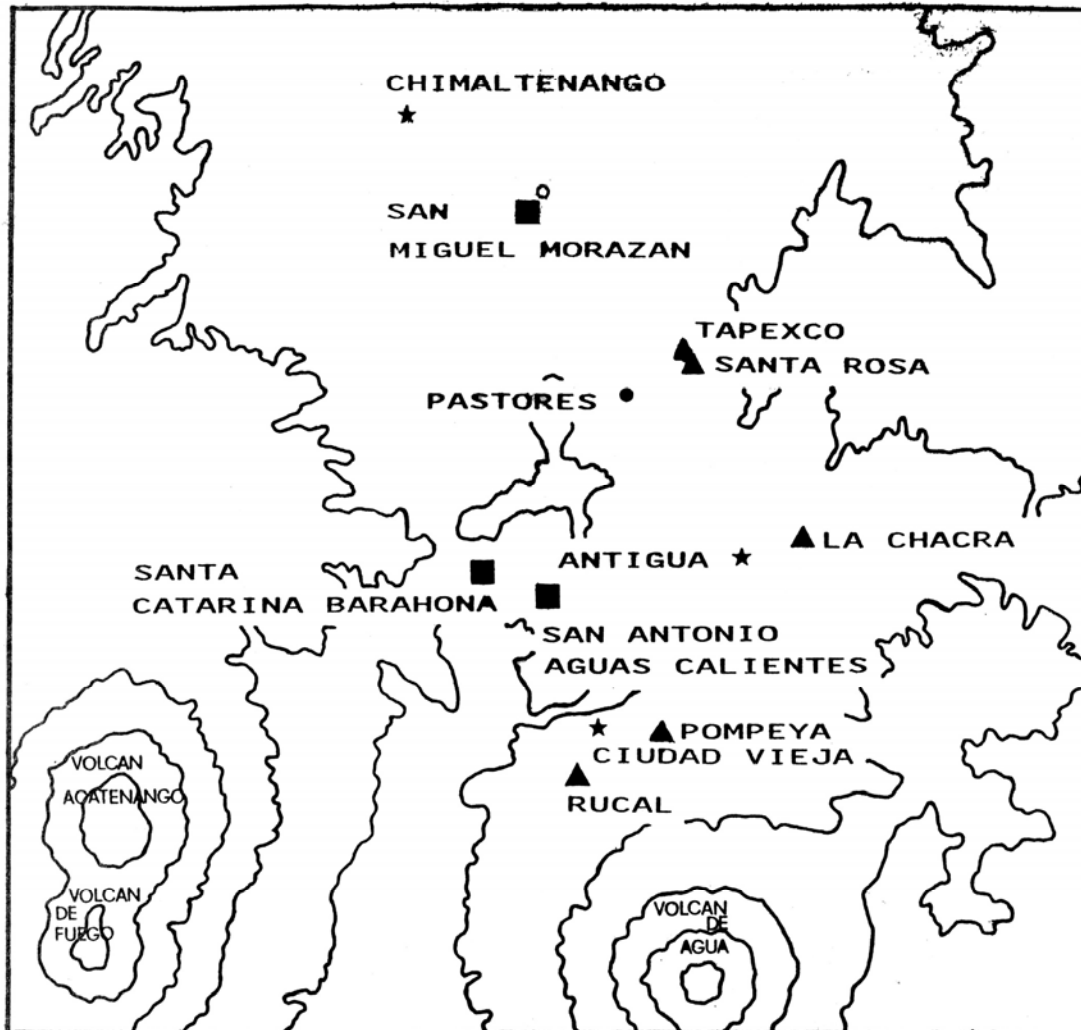 CHIMALTENANGO
SAN
MIGUEL MORAZAN
TAPEXCO
SANTA ROSA
PASTORES
LA CHACRA
ANTIGUA
SANTA
CATARINA BARAHONA
SAN ANTONIO
AGUAS CALIENTES
POMPEYA
CIUDAD VIEJA
RUCAL
VOLCAN
ACATENANGO
VOLCAN
DE
FUEGO
VOLCAN
DE
AGUA